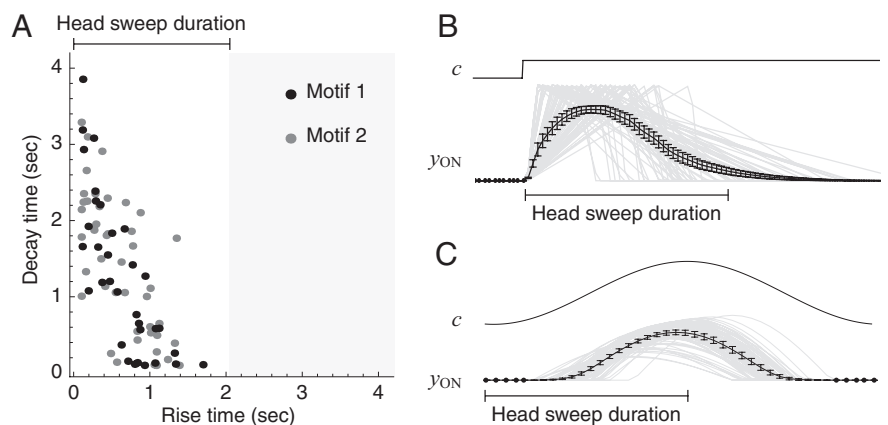 A
Head sweep duration
4
3
2
1
0
Decay time (sec)
Motif 1
Motif 2
0
1
2
3
4
Rise time (sec)
B
c
yON
Head sweep duration
C
c
yON
Head sweep duration